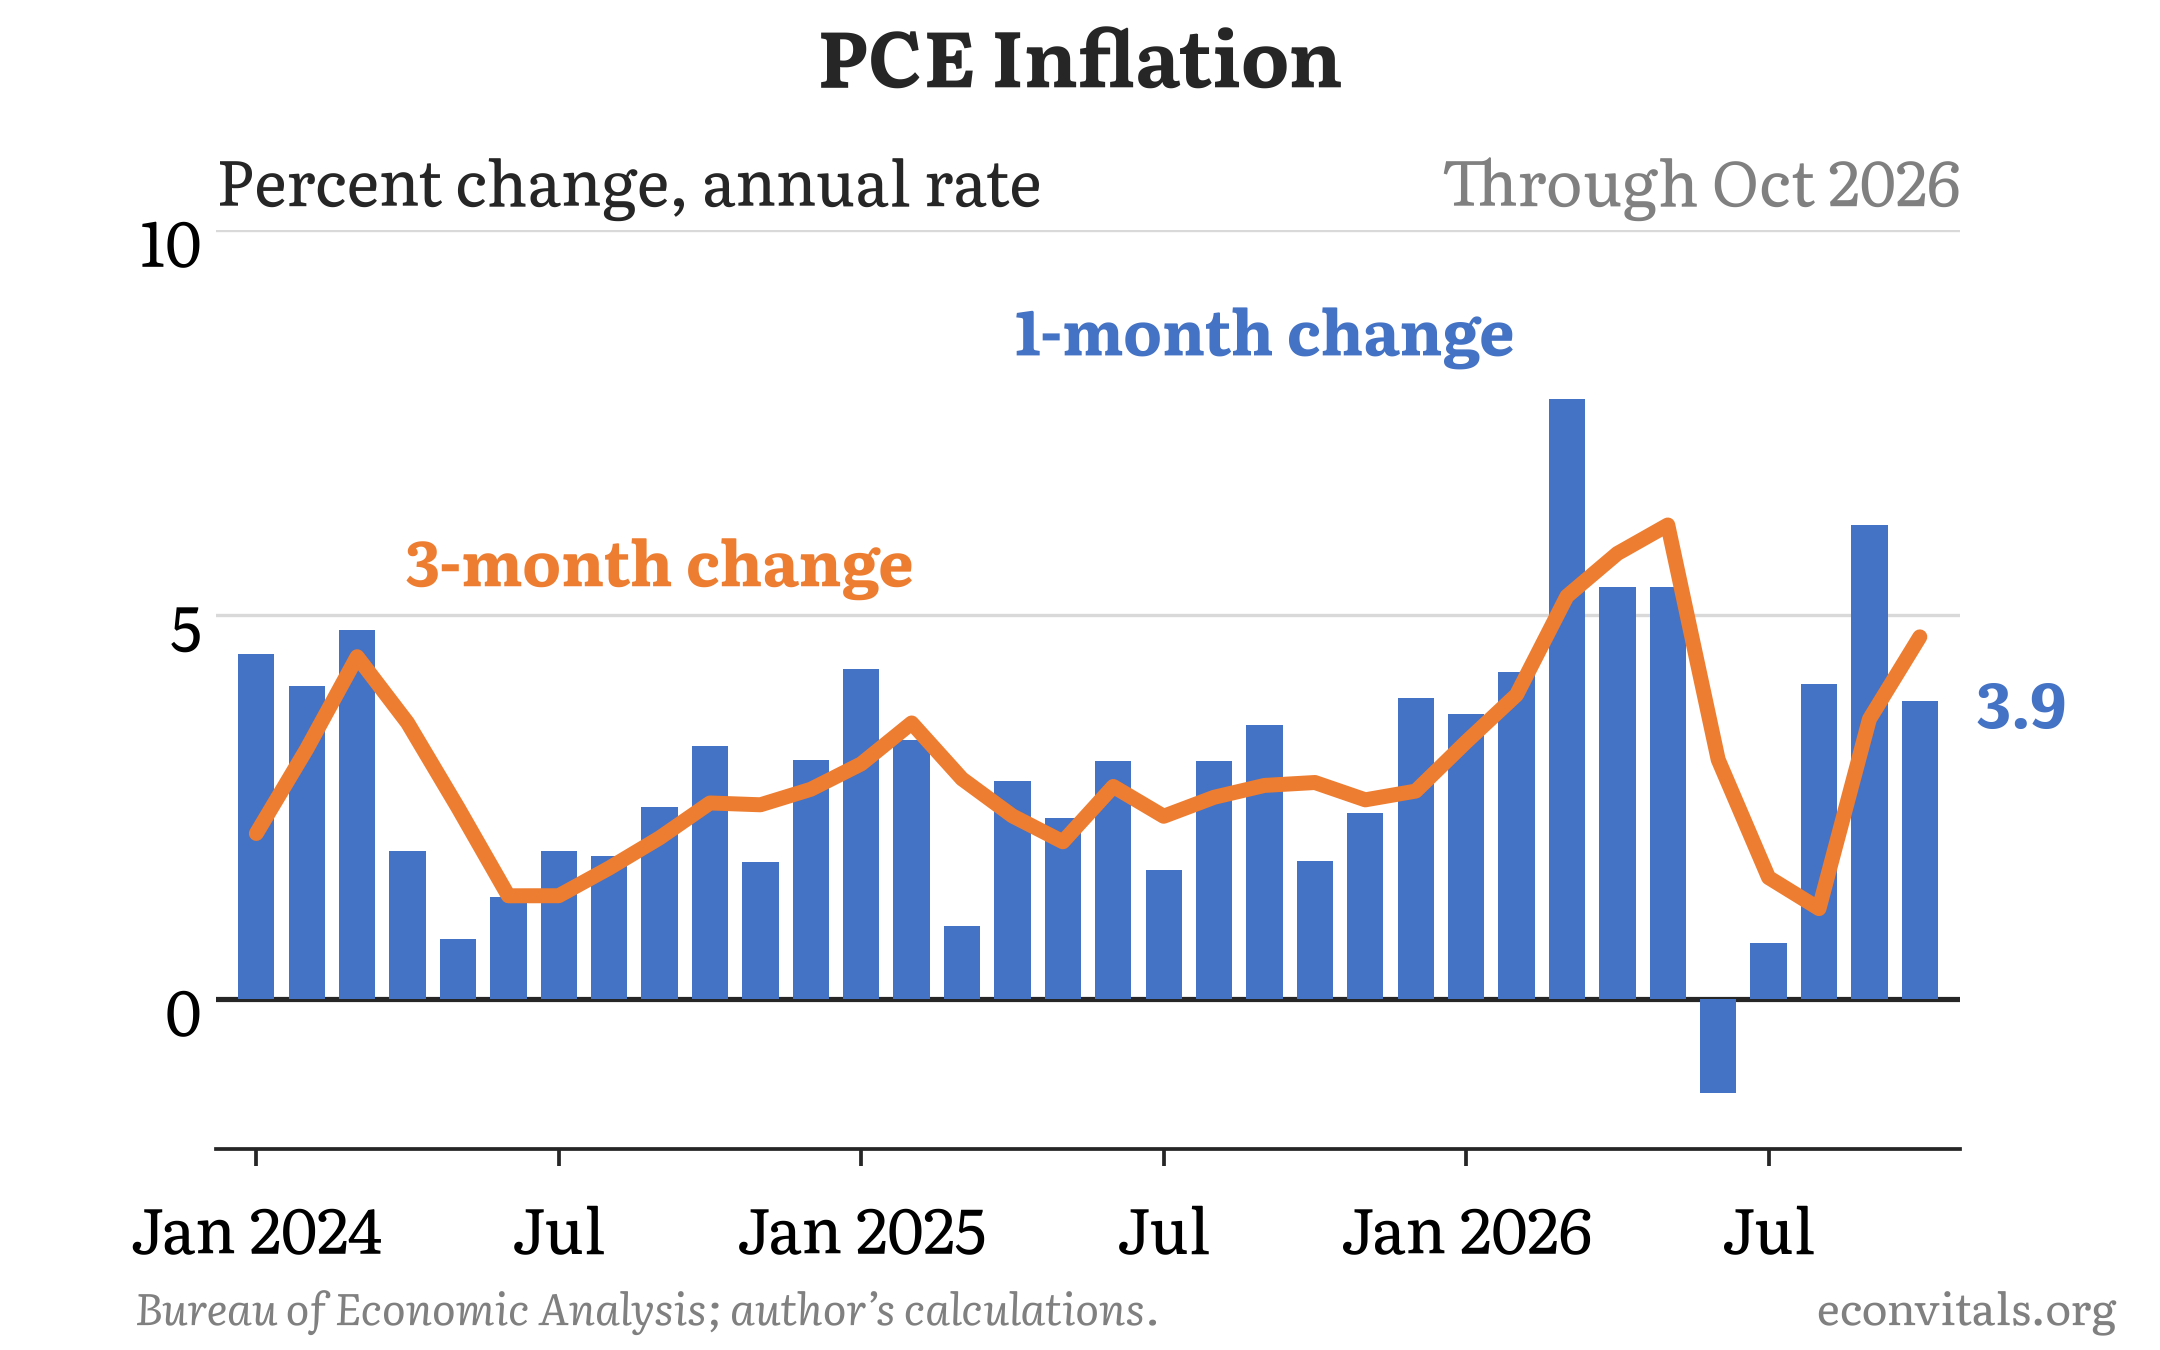 PCE Inflation
Percent change, annual rate
Through Oct 2026
10
1-month change
3-month change
5
3.9
0
Jan 2024
Jul
Jan 2025
Jul
Jan 2026
Jul
Bureau of Economic Analysis; author’s calculations.
econvitals.org